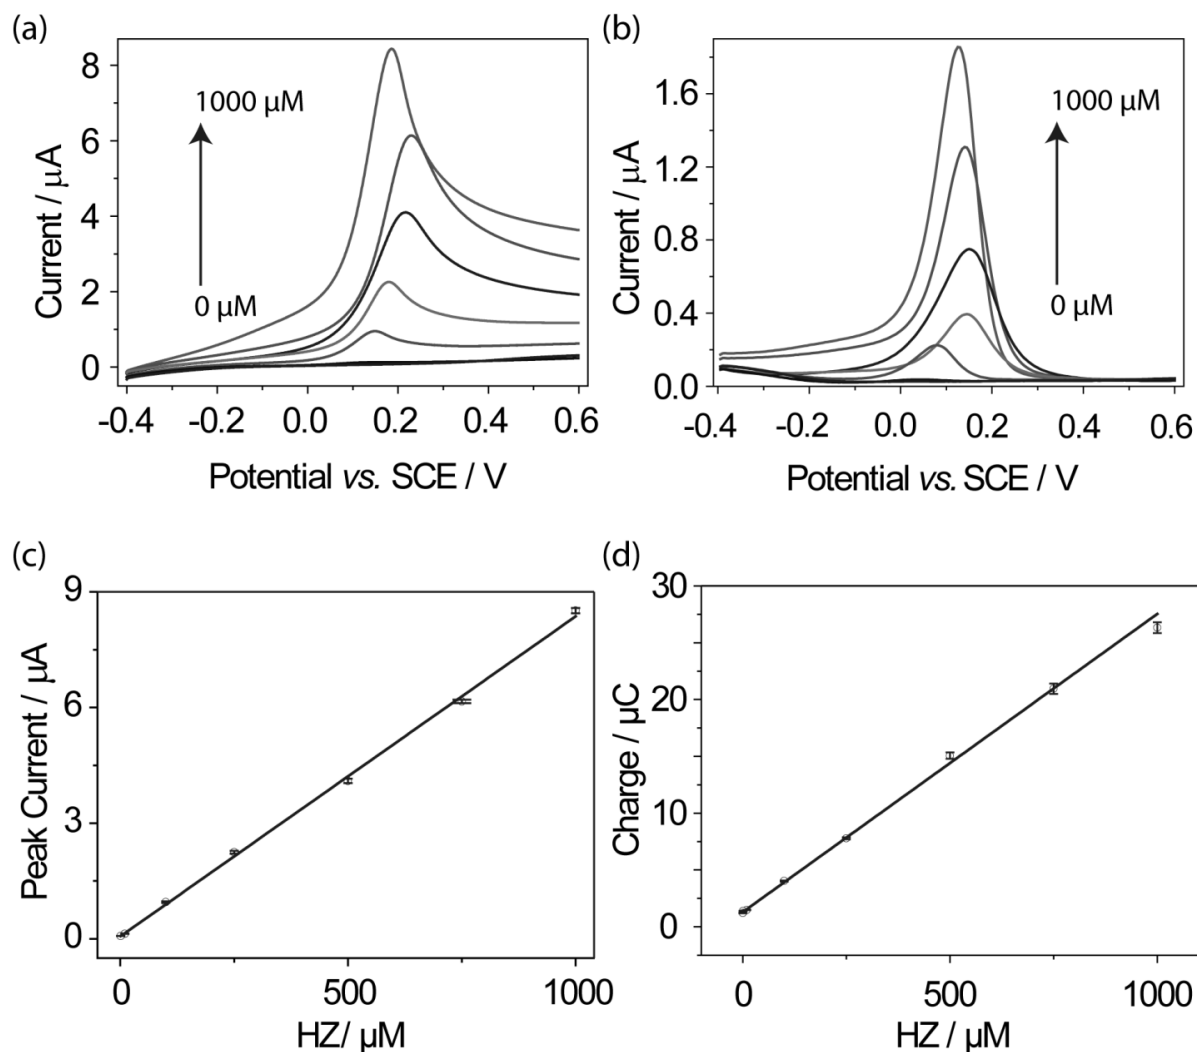 (a)
8
6
4
2
0
Current / μA
1000 μM
0 μM
-0.4 -0.2 0.0 0.2 0.4 0.6
Potential vs. SCE / V
(b)
1.6
1.2
0.8
0.4
0.0
Current / μA
1000 μM
0 μM
-0.4 -0.2 0.0 0.2 0.4 0.6
Potential vs. SCE / V
(c)
9
6
3
0
Peak Current / μA
0 500 1000
HZ/ μM
(d)
30
20
10
0
Charge / μC
0 500 1000
HZ/ μM